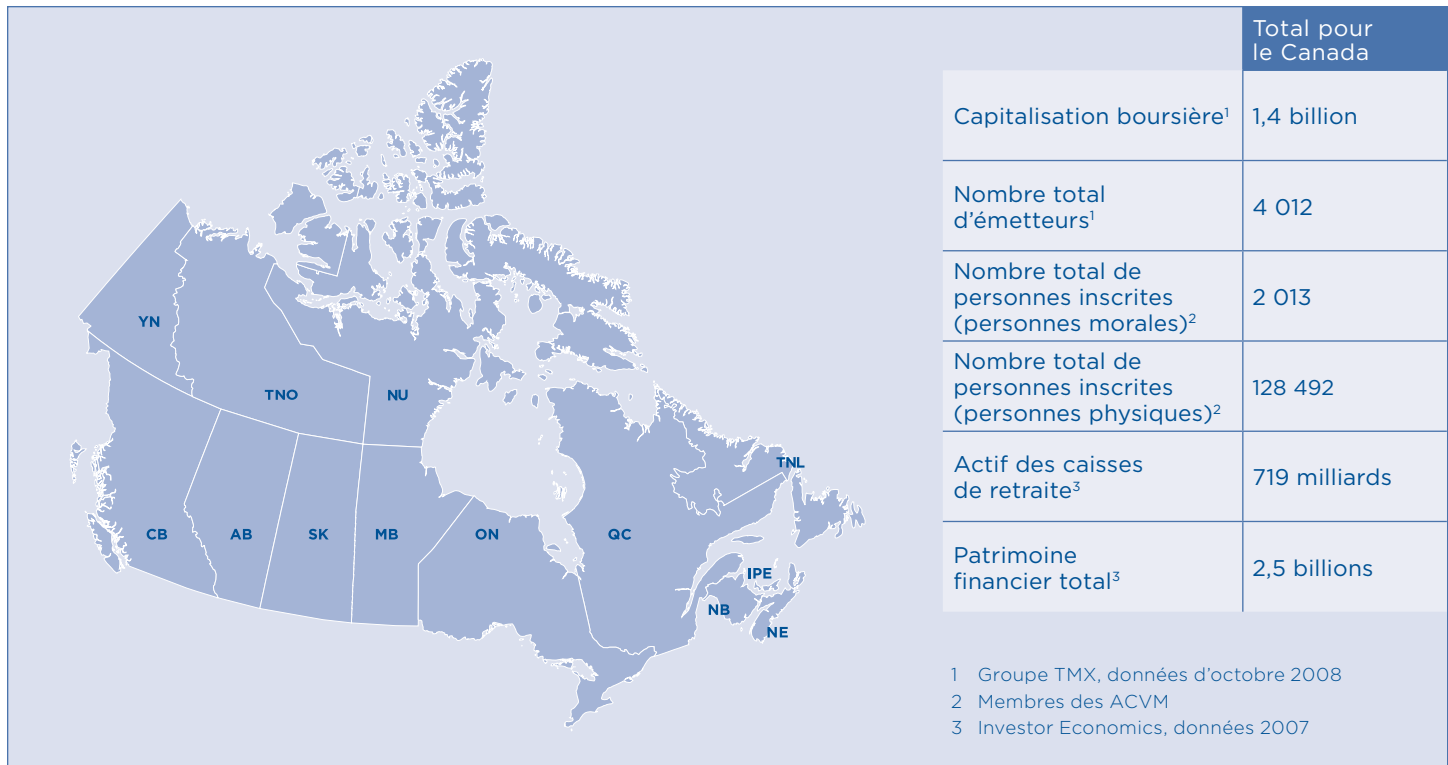 Total pour
le Canada
Capitalisation boursière¹
1,4 billion
Nombre total
d’émetteurs¹
4 012
Nombre total de
personnes inscrites
(personnes morales)²
2 013
Nombre total de
personnes inscrites
(personnes physiques)²
128 492
Actif des caisses
de retraite³
719 milliards
Patrimoine
financier total³
2,5 billions
1 Groupe TMX, données d’octobre 2008
2 Membres des ACVM
3 Investor Economics, données 2007
YN
TNO
NU
TNL
CB
AB
SK
MB
ON
QC
IPE
NB
NE